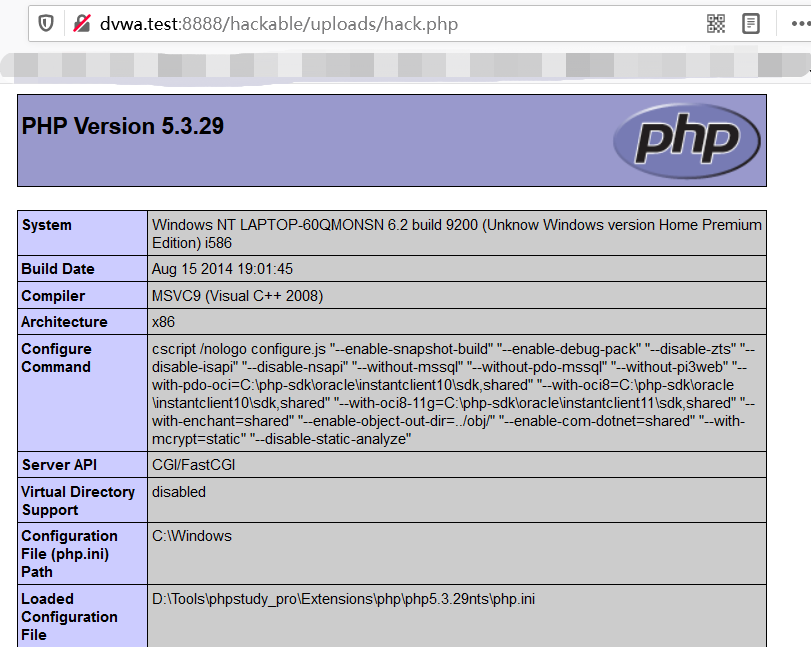 dvwa.test:8888/hackable/uploads/hack.php
PHP Version 5.3.29
php
System
Windows NT LAPTOP-60QMONSN 6.2 build 9200 (Unknow Windows version Home Premium
Edition) i586
Build Date
Aug 15 2014 19:01:45
Compiler
MSVC9 (Visual C++ 2008)
Architecture
x86
Configure
Command
cscript /nologo configure.js "--enable-snapshot-build" "--enable-debug-pack" "--disable-zts" "--
disable-isapi" "--disable-nsapi" "--without-mssql" "--without-pdo-mssql" "--without-pi3web" "--
with-pdo-oci=C:\php-sdk\oracle\instantclient10\sdk,shared" "--with-oci8=C:\php-sdk\oracle
\instantclient10\sdk,shared" "--with-oci8-11g=C:\php-sdk\oracle\instantclient11\sdk,shared" "--
with-enchant=shared" "--enable-object-out-dir=../obj/" "--enable-com-dotnet=shared" "--with-
mcrypt=static" "--disable-static-analyze"
Server API
CGI/FastCGI
Virtual Directory
Support
disabled
Configuration
File (php.ini)
Path
C:\Windows
Loaded
Configuration
File
D:\Tools\phpstudy_pro\Extensions\php\php5.3.29nts\php.ini